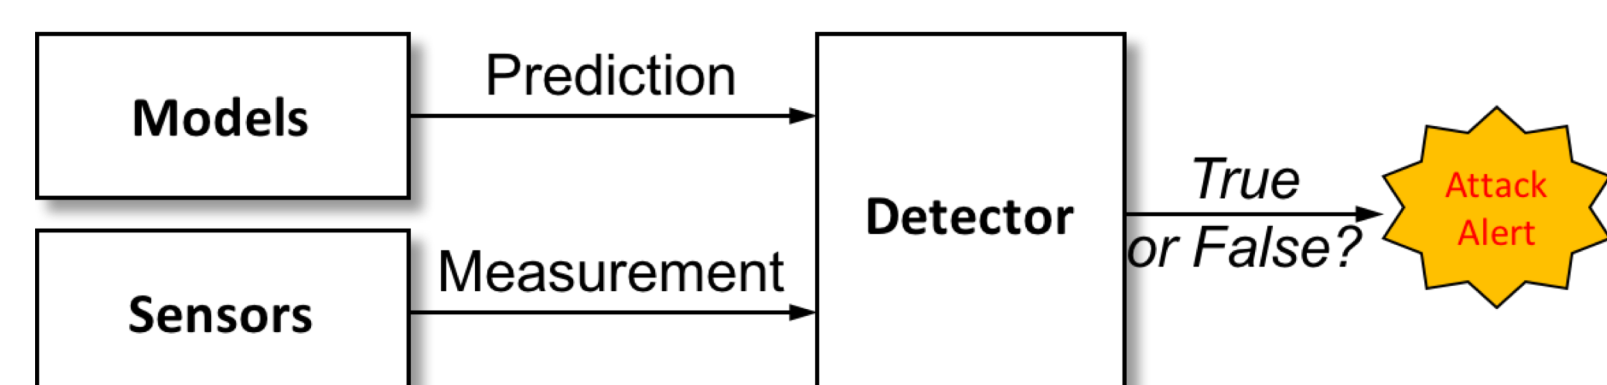 Models
Prediction
Sensors
Measurement
Detector
True
or False?
Attack
Alert